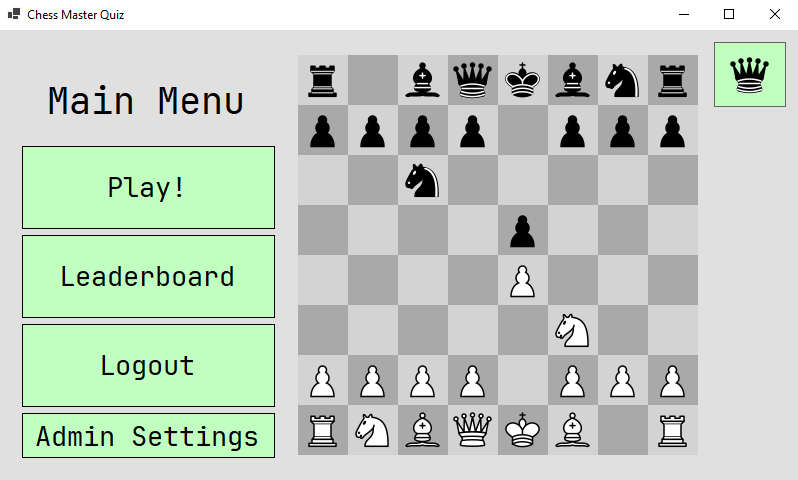 Chess Master Quiz
Main Menu
Play!
Leaderboard
Logout
Admin Settings